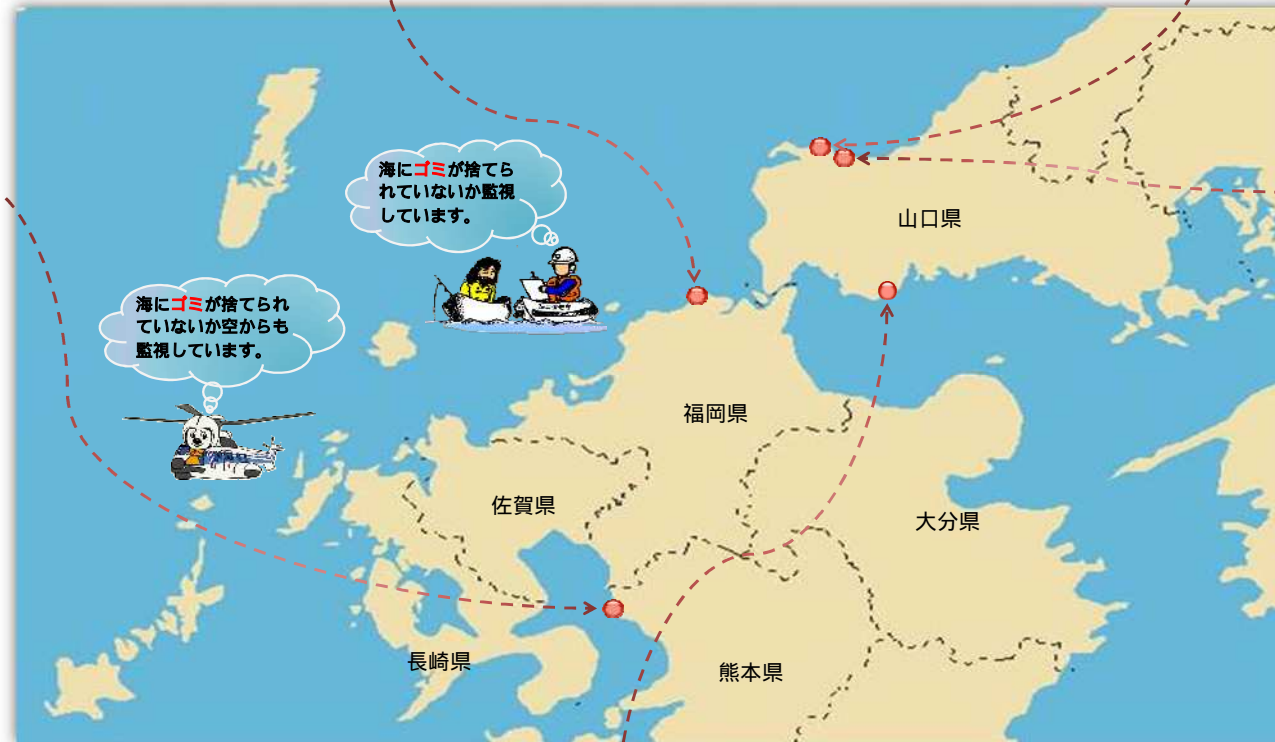 海にゴミが捨てら
れていないか監視
しています。
海にゴミが捨てられ
ていないか空からも
監視しています。
山口県
福岡県
佐賀県
大分県
長崎県
熊本県